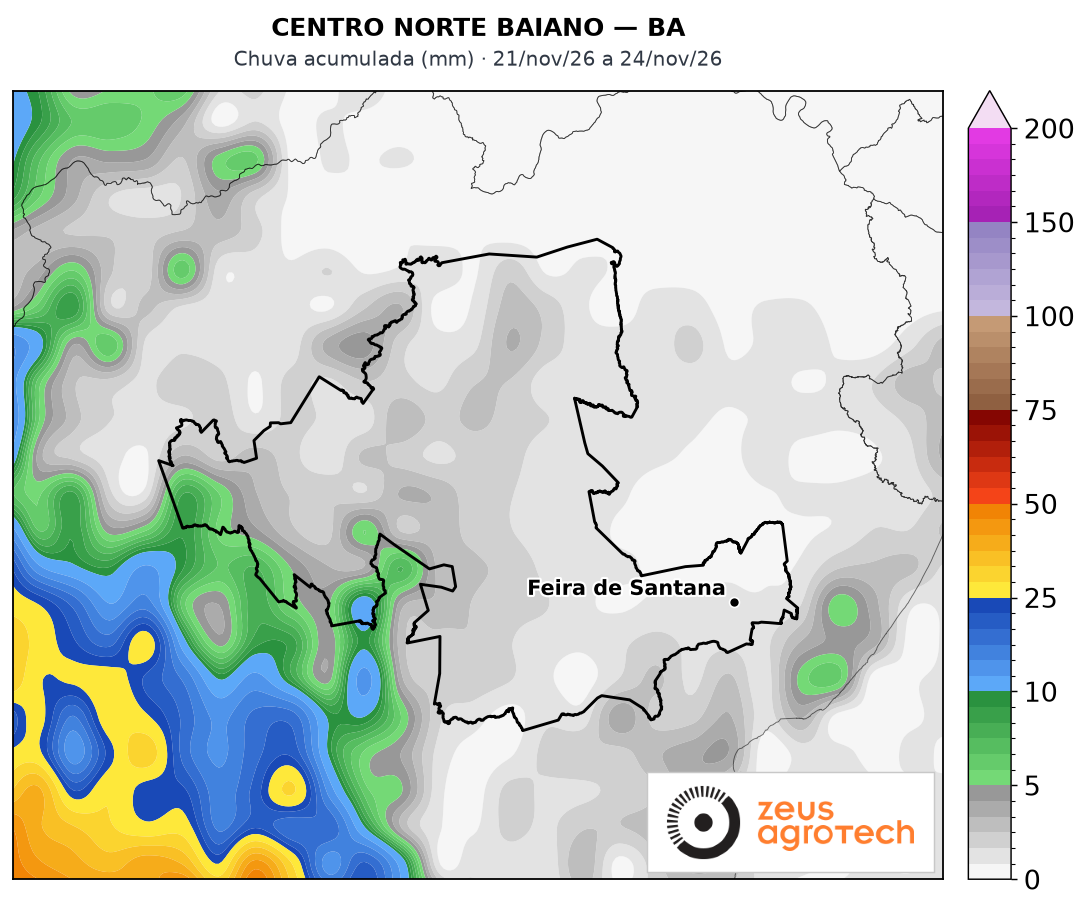 CENTRO NORTE BAIANO — BA
Chuva acumulada (mm) · 21/nov/26 a 24/nov/26
200
150
100
75
50
25
10
5
0
Feira de Santana
zeus
agrotech